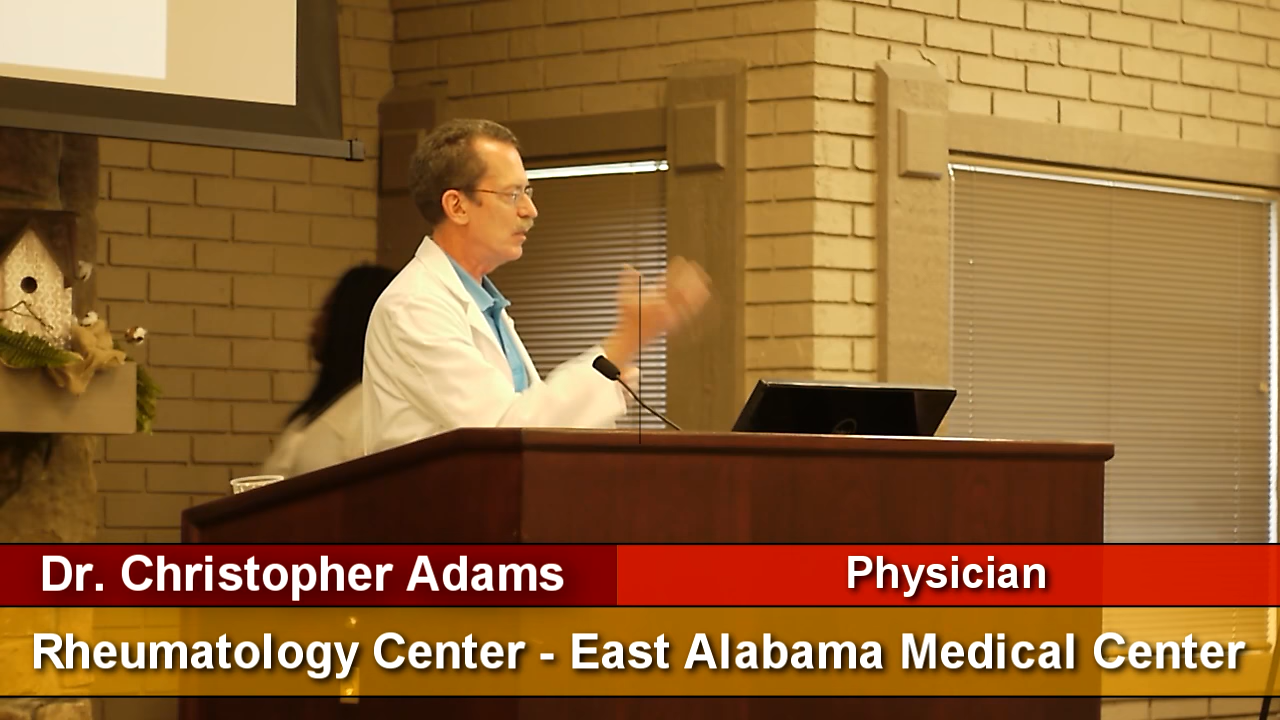 Dr. Christopher Adams
Physician
Rheumatology Center - East Alabama Medical Center